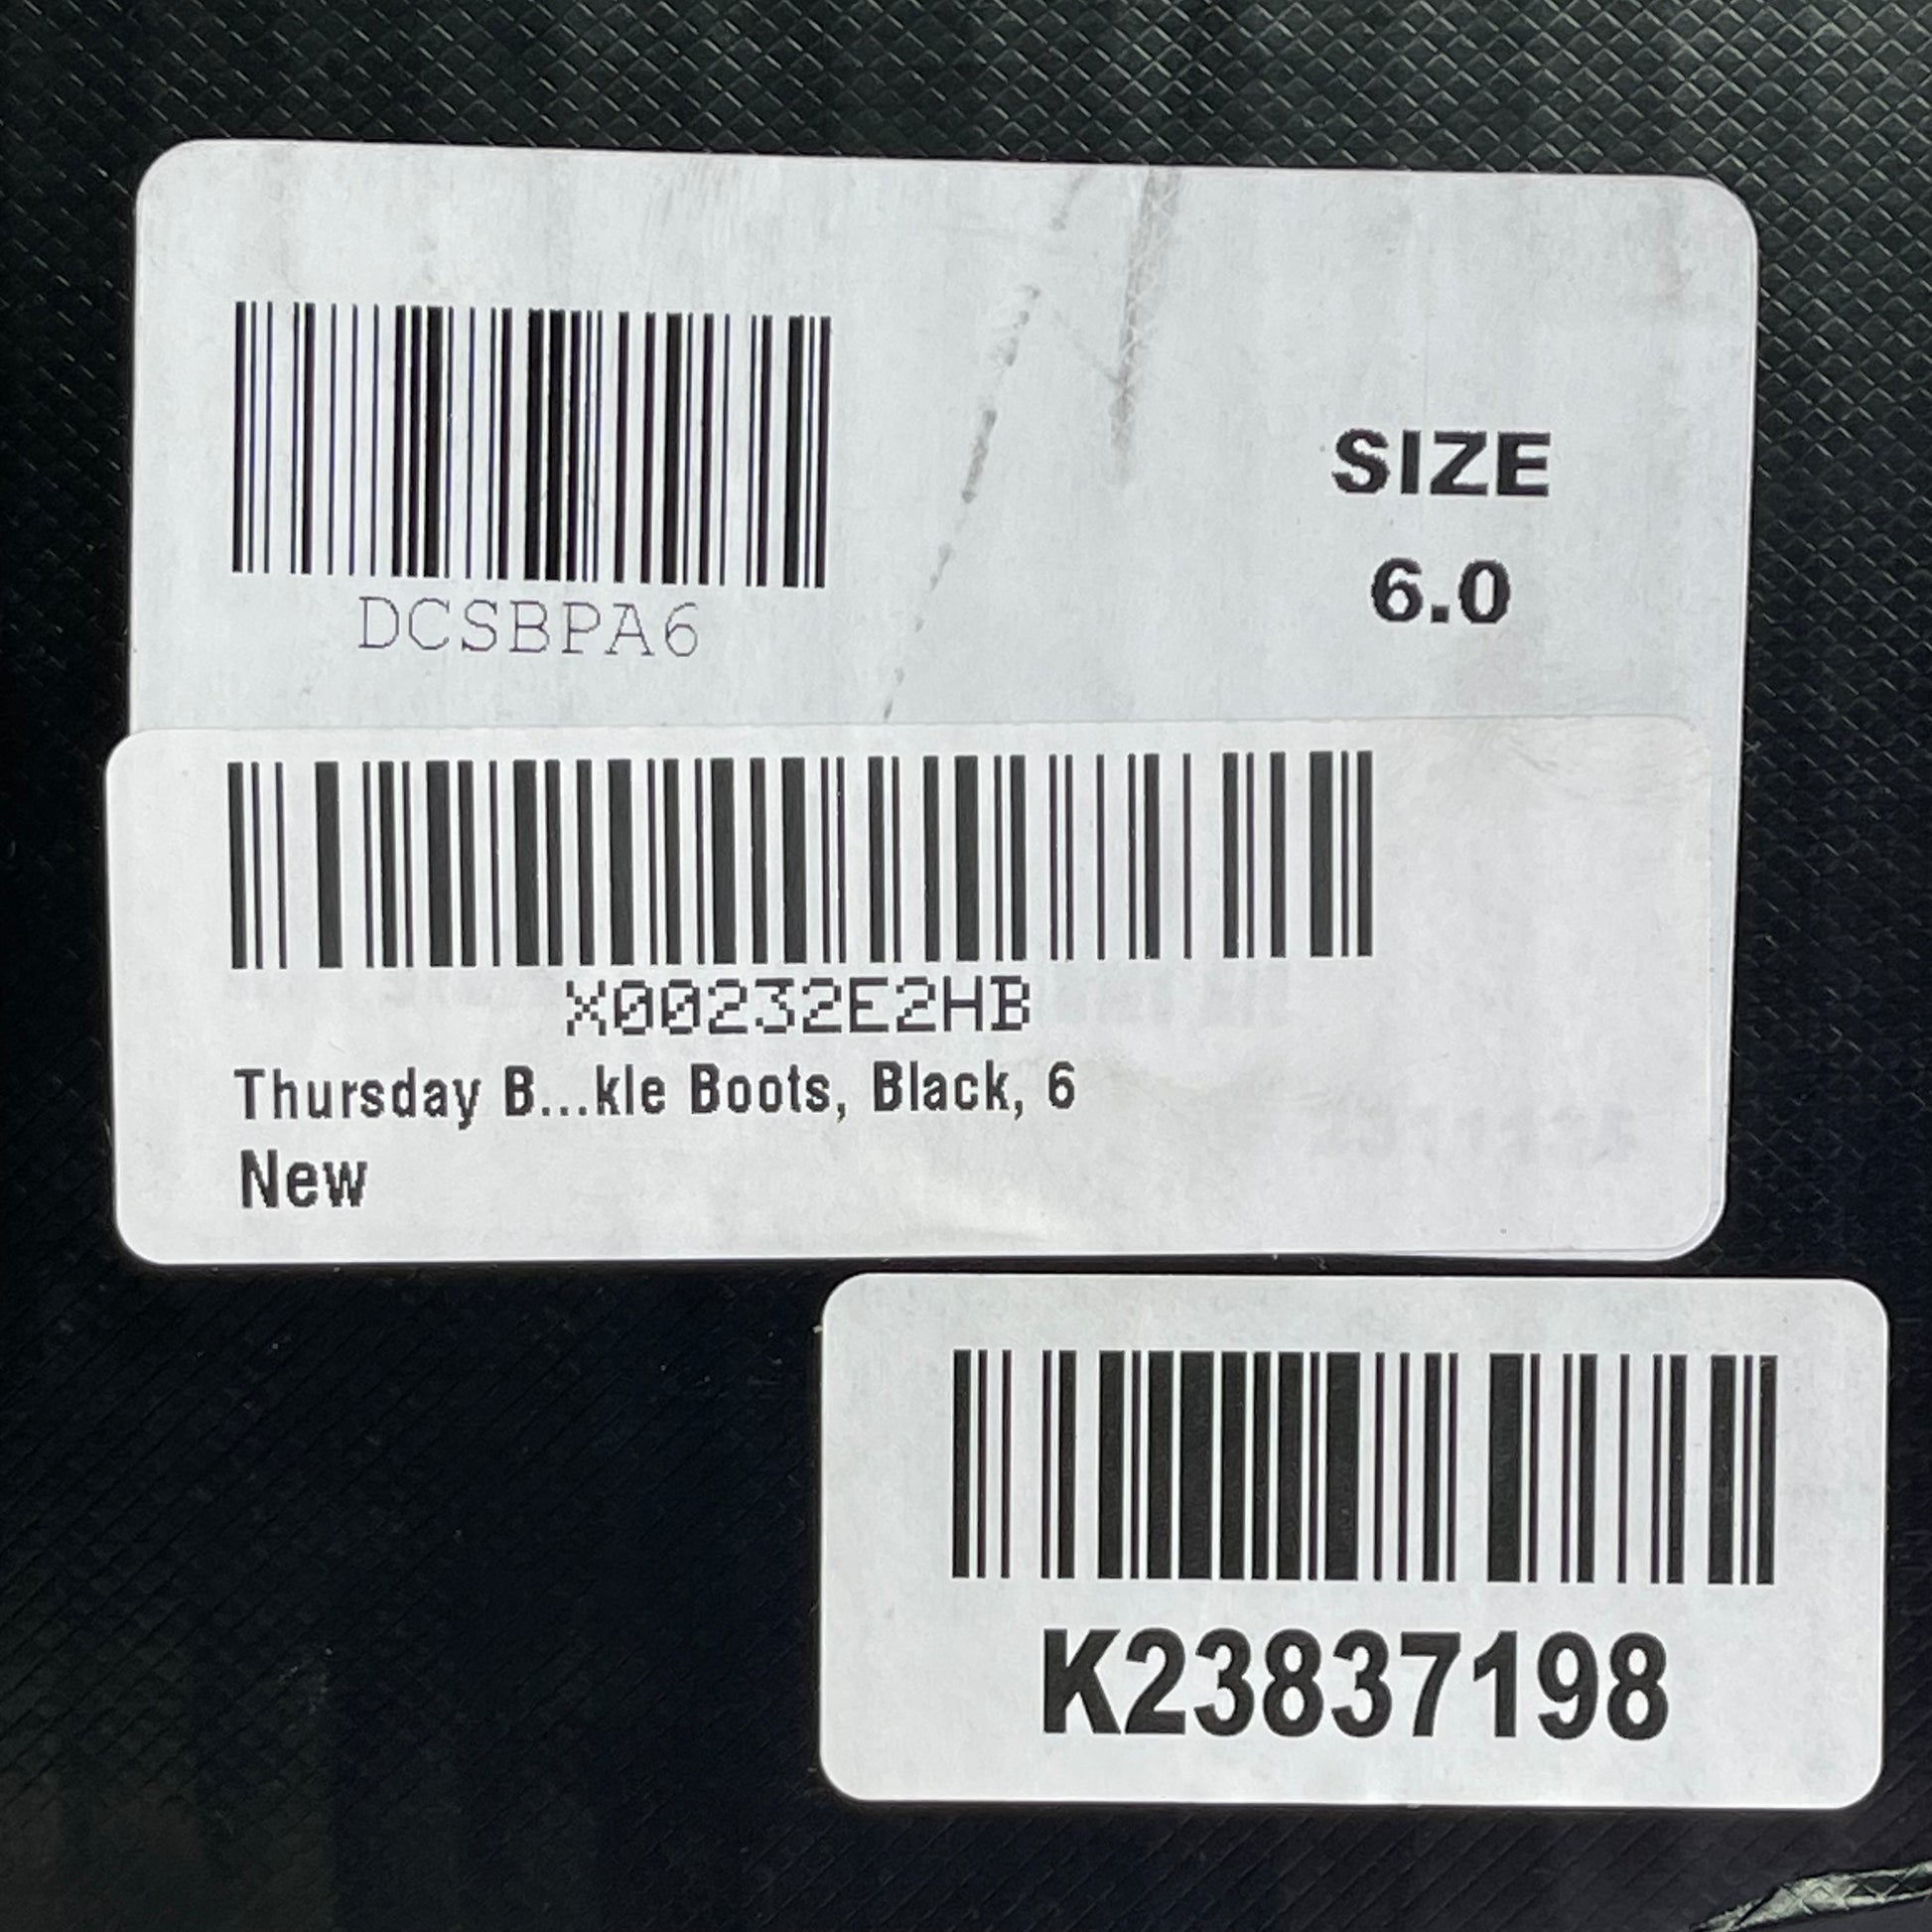 SIZE
6.0
DCSBPA6
X00232E2HB
Thursday B...kle Boots, Black, 6
New
K23837198